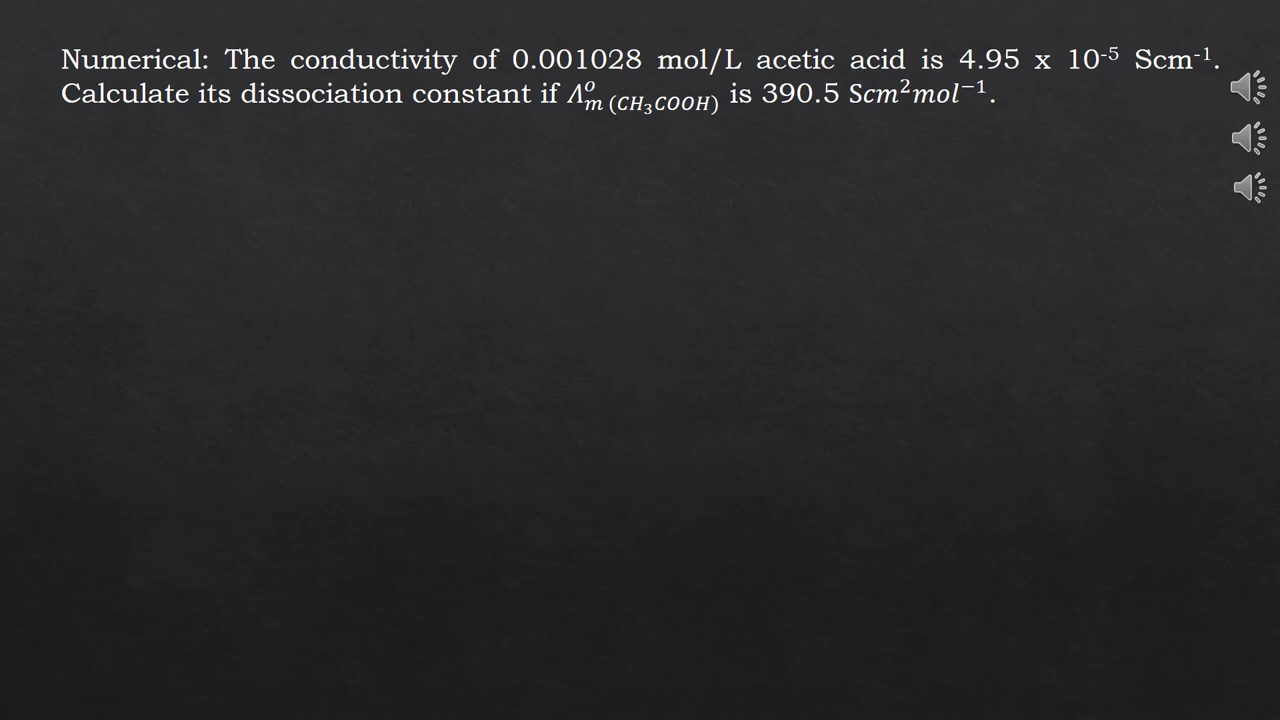 Numerical: The conductivity of 0.001028 mol/L acetic acid is 4.95 x 10⁻⁵ Scm⁻¹.
Calculate its dissociation constant if Λ°ₘ (CH₃COOH) is 390.5 Scm²mol⁻¹.